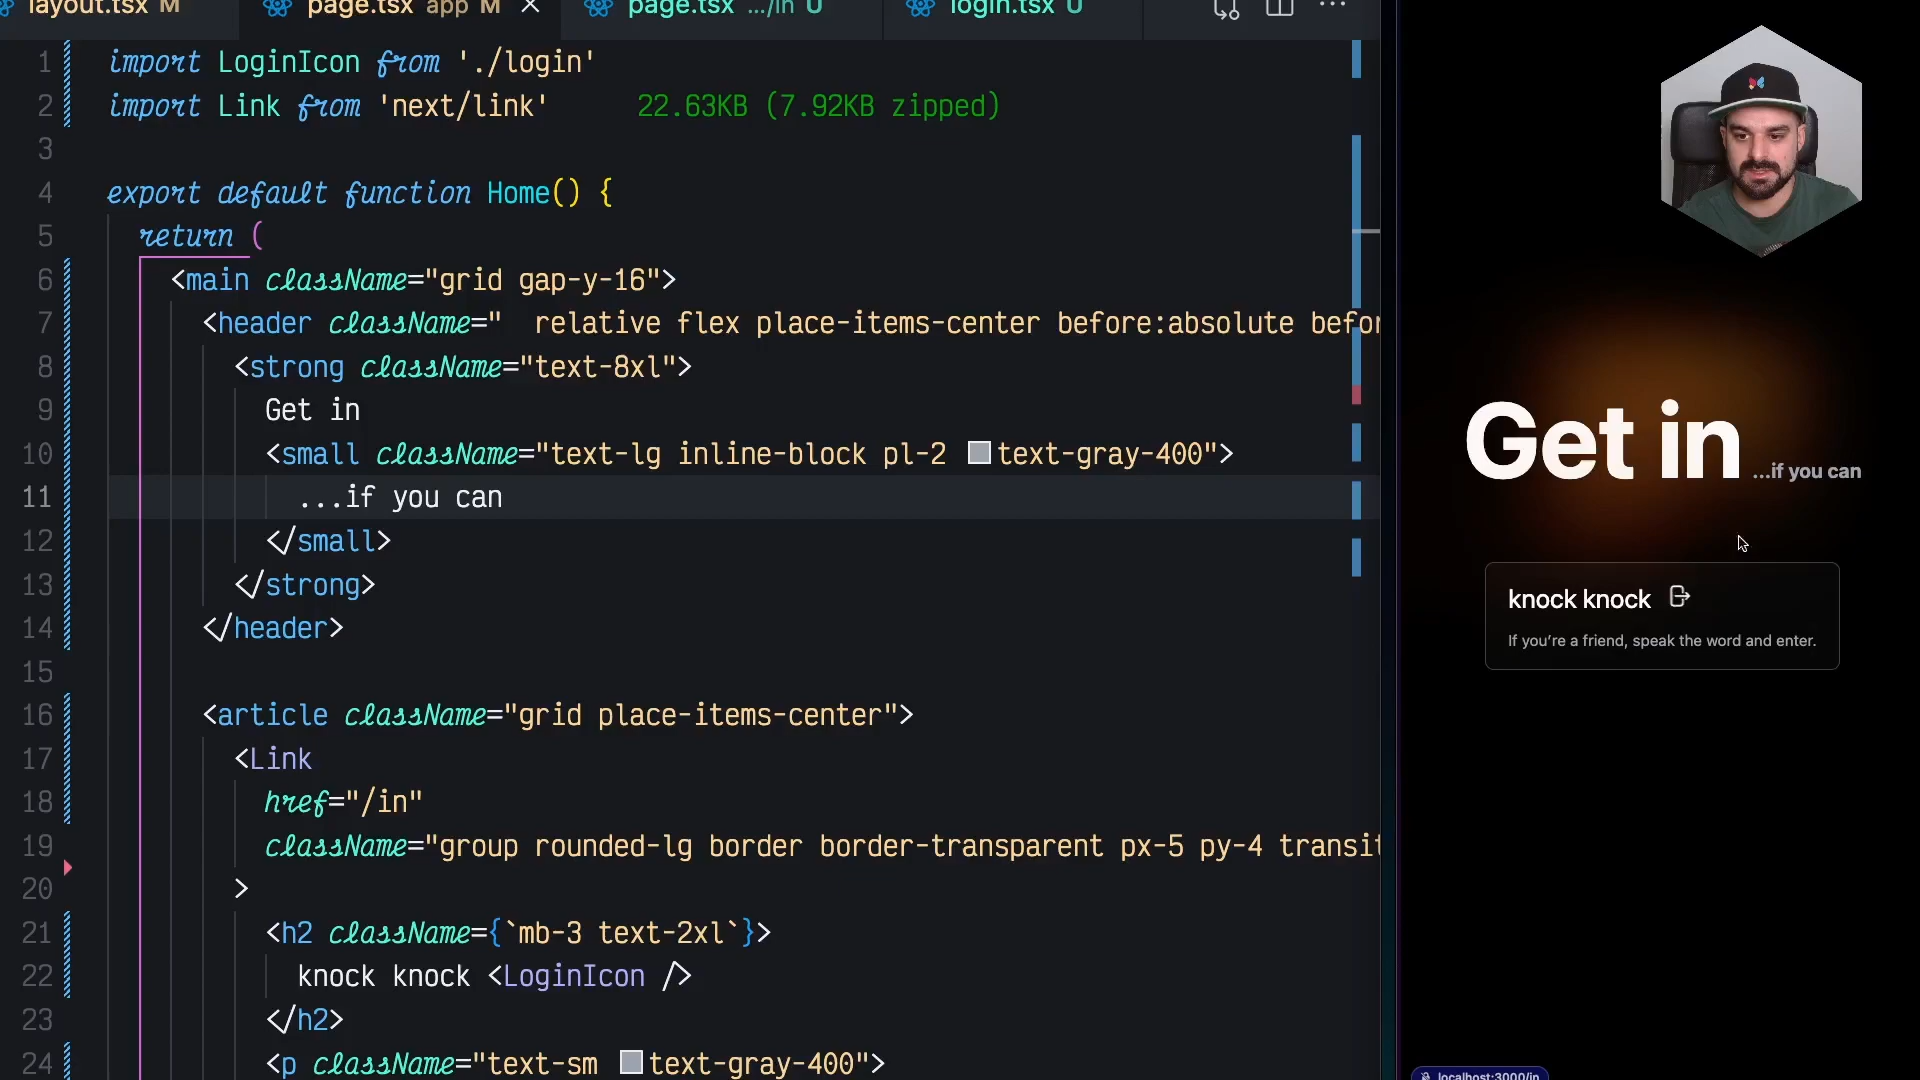 layout.tsx M
page.tsx app M
page.tsx .../in U
login.tsx U
1 import LoginIcon from './login'
2 import Link from 'next/link' 22.63KB (7.92KB zipped)
3
4 export default function Home() {
5 return (
6 <main className="grid gap-y-16">
7 <header className=" relative flex place-items-center before:absolute befor
8 <strong className="text-8xl">
9 Get in
10 <small className="text-lg inline-block pl-2 text-gray-400">
11 ...if you can
12 </small>
13 </strong>
14 </header>
15
16 <article className="grid place-items-center">
17 <Link
18 href="/in"
19 className="group rounded-lg border border-transparent px-5 py-4 transit
20 >
21 <h2 className={`mb-3 text-2xl`}>
22 knock knock <LoginIcon />
23 </h2>
24 <p className="text-sm text-gray-400">
Get in ...if you can
knock knock
If you're a friend, speak the word and enter.
localhost:3000/in